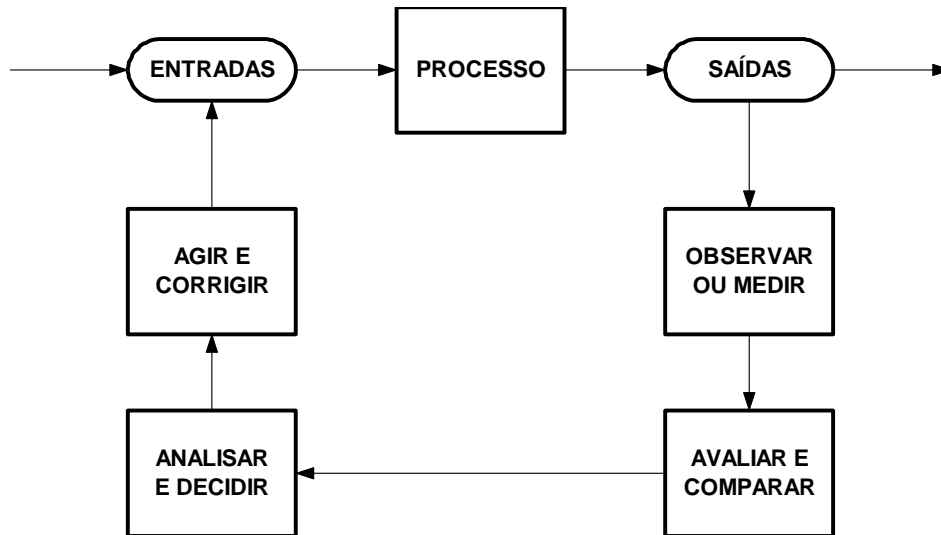 ENTRADAS
PROCESSO
SAÍDAS
AGIR E
CORRIGIR
OBSERVAR
OU MEDIR
ANALISAR
E DECIDIR
AVALIAR E
COMPARAR